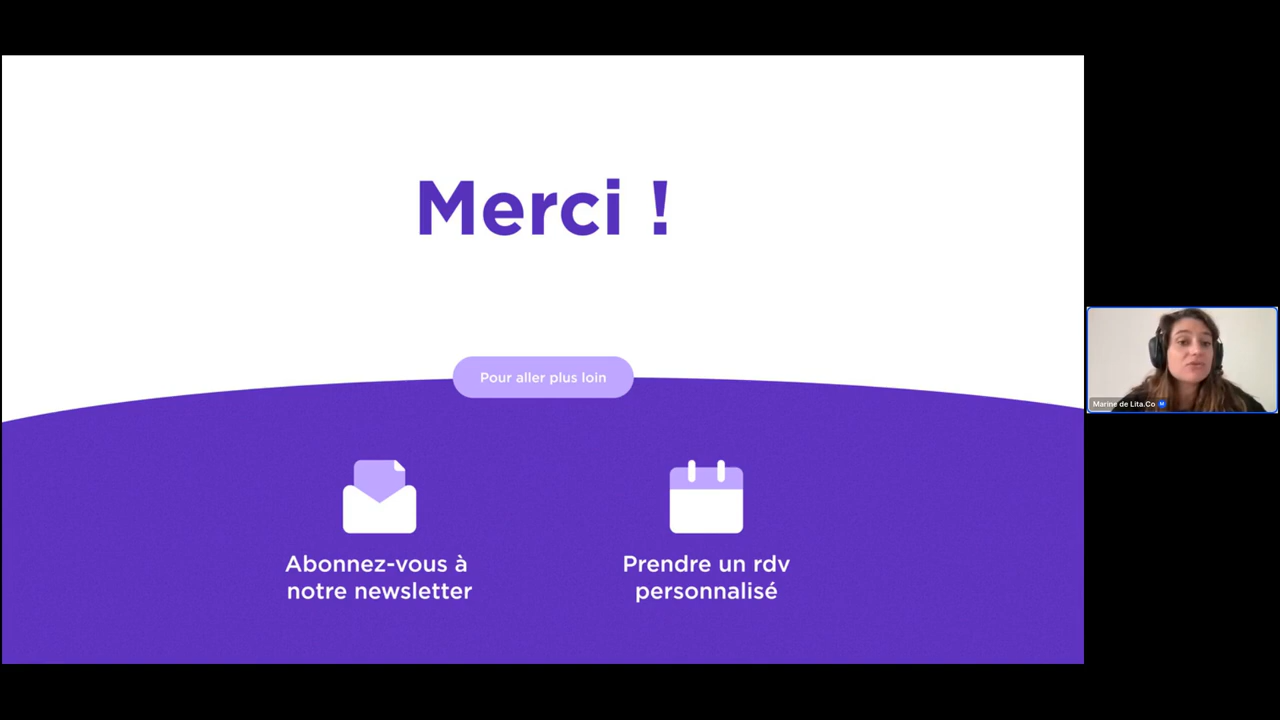 Merci !
Pour aller plus loin
Abonnez-vous à
notre newsletter
Prendre un rdv
personnalisé
Marine de Lita.Co M